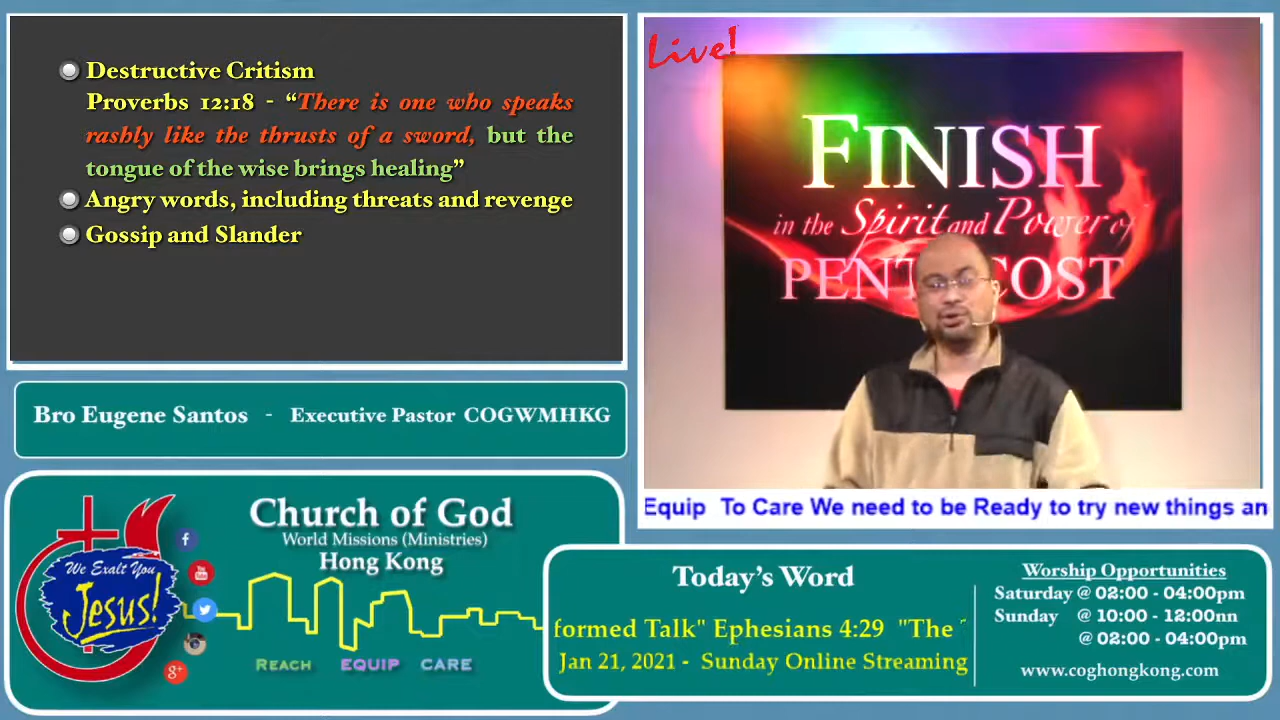 Destructive Critism
Proverbs 12:18 - “There is one who speaks
rashly like the thrusts of a sword, but the
tongue of the wise brings healing”
Angry words, including threats and revenge
Gossip and Slander
Live!
FINISH
in the Spirit and Power of
PENT COST
Equip To Care We need to be Ready to try new things an
Bro Eugene Santos - Executive Pastor COGWMHKG
We Exalt You
Jesus!
Church of God
World Missions (Ministries)
Hong Kong
REACH EQUIP CARE
Today's Word
formed Talk" Ephesians 4:29 "The
Jan 21, 2021 - Sunday Online Streaming
Worship Opportunities
Saturday @ 02:00 - 04:00pm
Sunday @ 10:00 - 12:00nn
@ 02:00 - 04:00pm
www.coghongkong.com